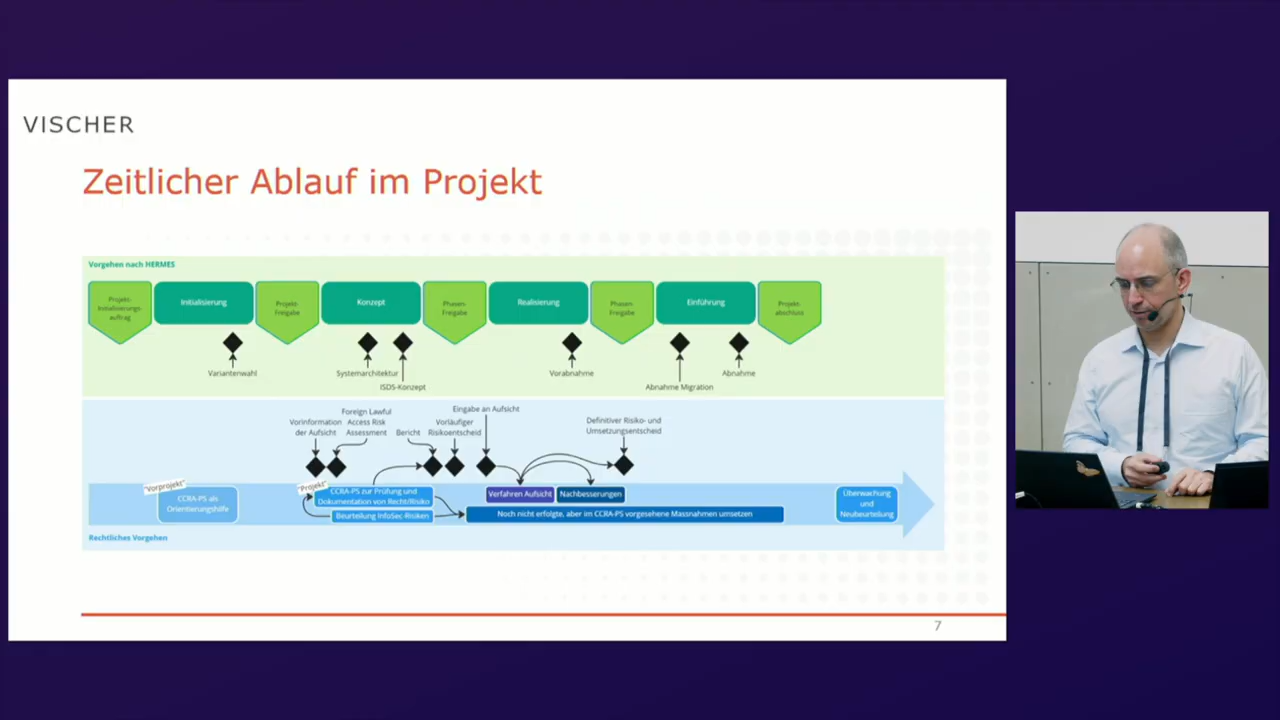 VISCHER
Zeitlicher Ablauf im Projekt
Vorgehen nach HERMES
Projekt-
Initialisierungs-
auftrag
Initialisierung
Projekt-
Freigabe
Konzept
Phasen-
Freigabe
Realisierung
Phasen-
Freigabe
Einführung
Projekt-
abschluss
Variantenwahl
Systemarchitektur
ISDS-Konzept
Vorabnahme
Abnahme Migration
Abnahme
Vorinformation
der Aufsicht
Foreign Lawful
Access Risk
Assessment
Bericht
Vorläufiger
Risikoentscheid
Eingabe an Aufsicht
Definitiver Risiko- und
Umsetzungsentscheid
"Vorprojekt"
CCRA-PS als
Orientierungshilfe
"Projekt"
CCRA-PS zur Prüfung und
Dokumentation von Recht/Risiko
Beurteilung InfoSec-Risiken
Verfahren Aufsicht
Nachbesserungen
Noch nicht erfolgte, aber im CCRA-PS vorgesehene Massnahmen umsetzen
Überwachung
und
Neubeurteilung
Rechtliches Vorgehen
7